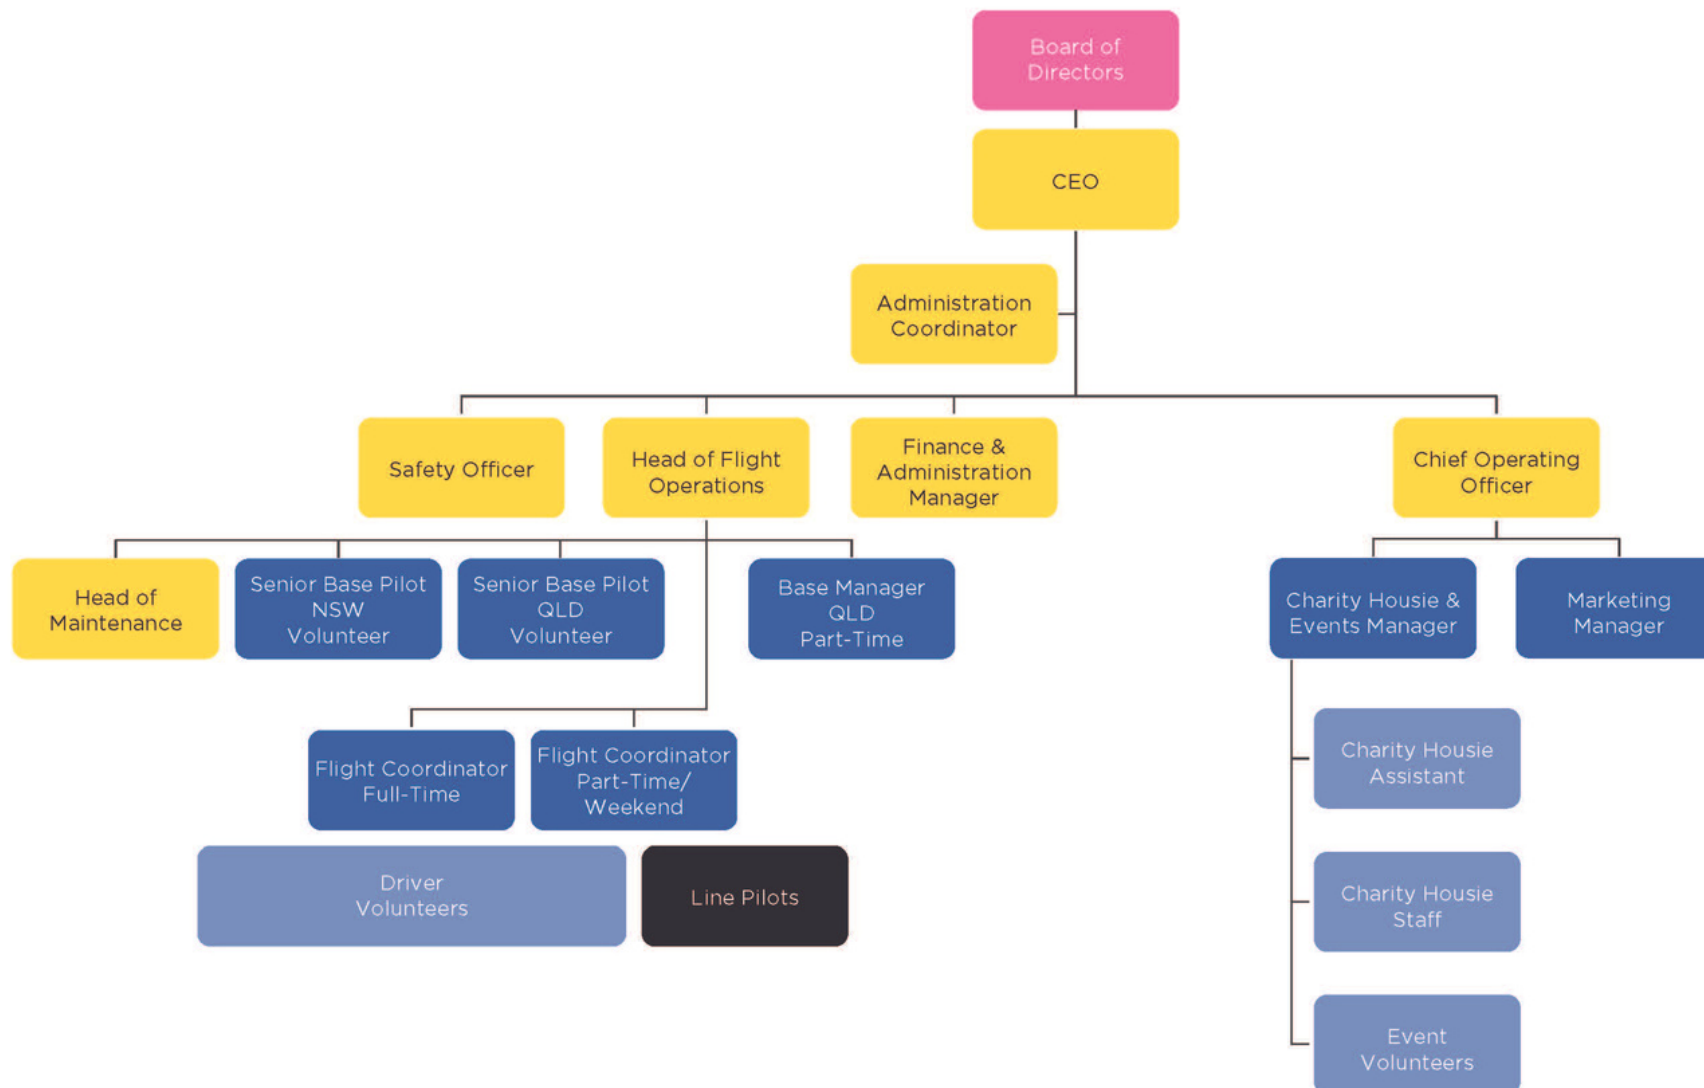 Board of
Directors
CEO
Administration
Coordinator
Safety Officer
Head of Flight
Operations
Finance &
Administration
Manager
Chief Operating
Officer
Head of
Maintenance
Senior Base Pilot
NSW
Volunteer
Senior Base Pilot
QLD
Volunteer
Base Manager
QLD
Part-Time
Charity Housie &
Events Manager
Marketing
Manager
Flight Coordinator
Full-Time
Flight Coordinator
Part-Time/
Weekend
Charity Housie
Assistant
Driver
Volunteers
Line Pilots
Charity Housie
Staff
Event
Volunteers